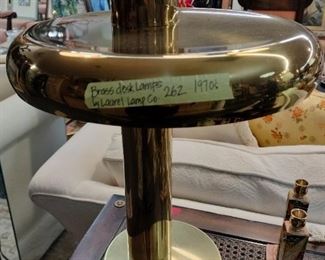 Brass desk Lamps 262 1970s
by Laurel Lamp Co.